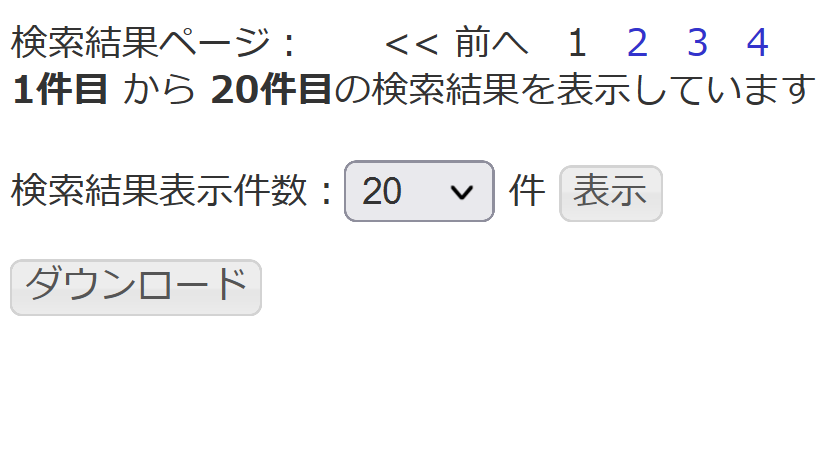 検索結果ページ： << 前へ 1 2 3 4
1件目 から 20件目の検索結果を表示しています
検索結果表示件数：20 件 表示
ダウンロード